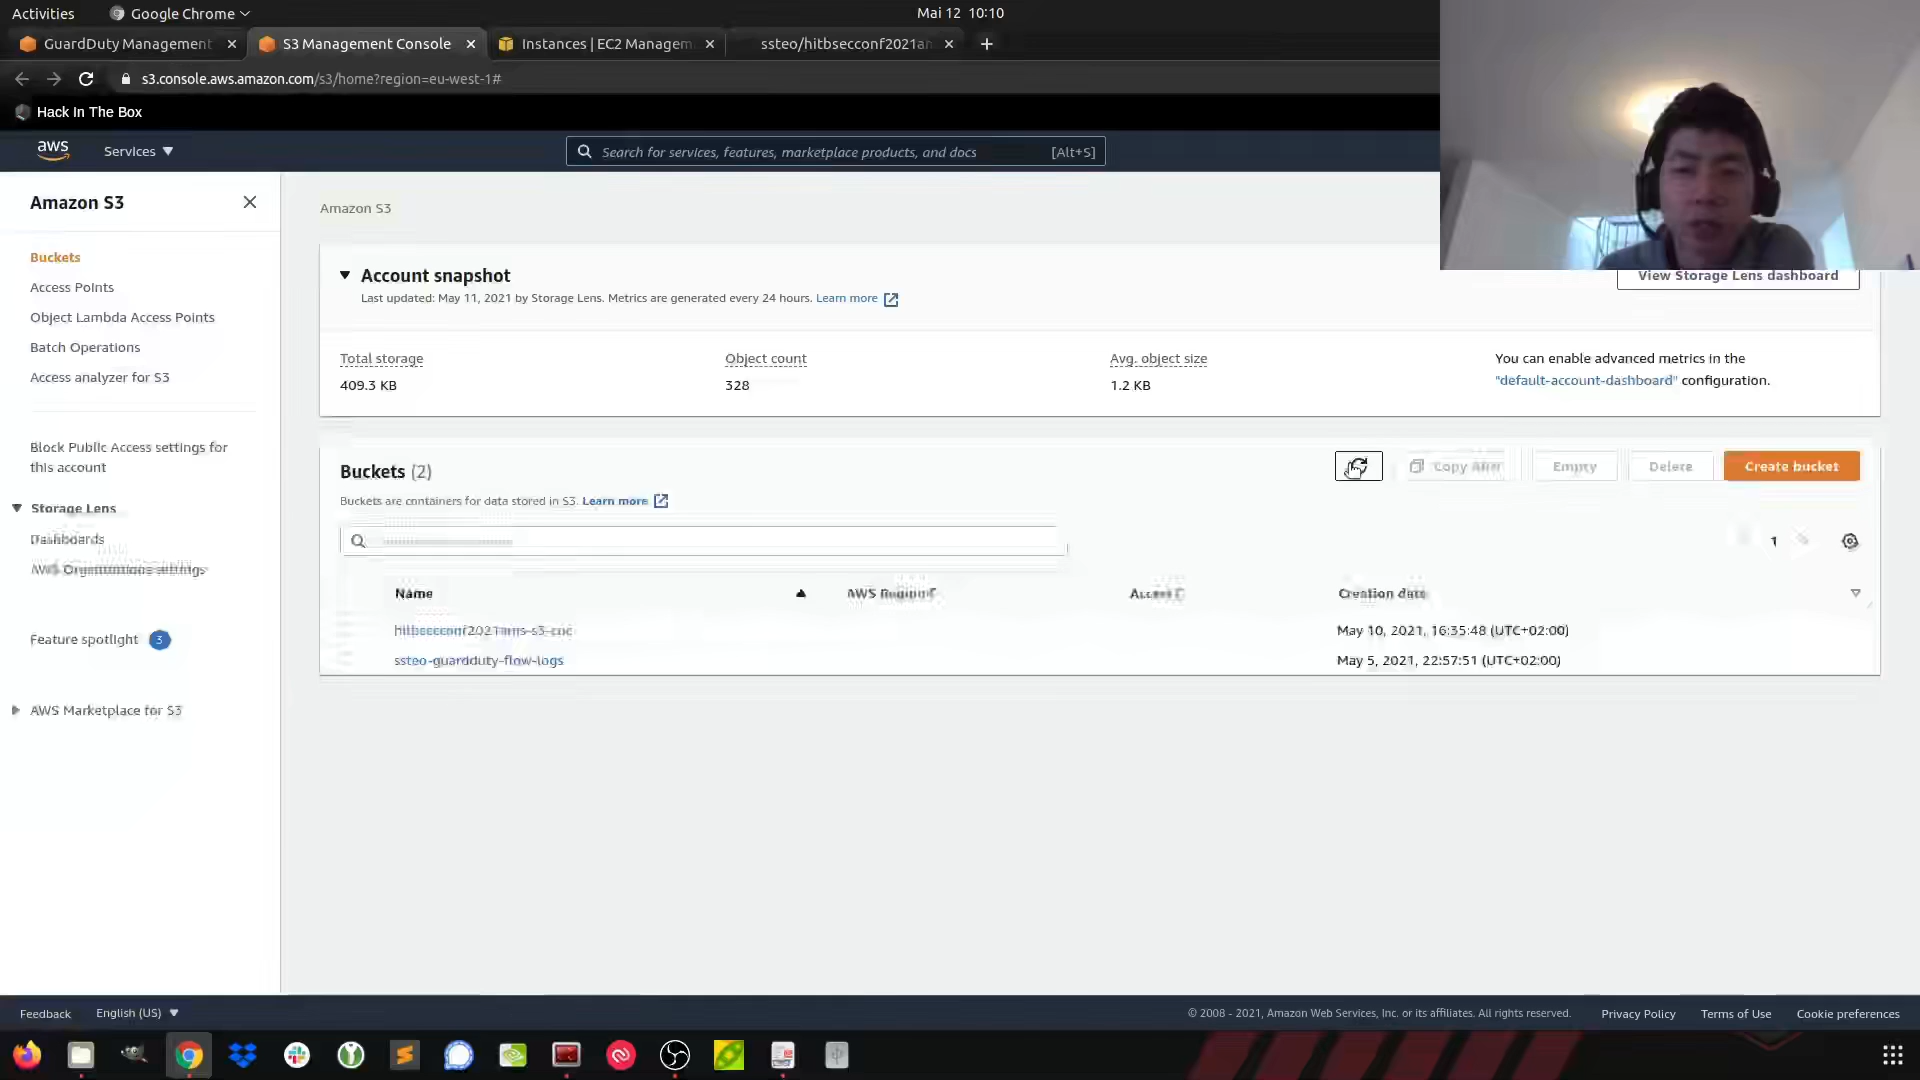 Activities
Google Chrome
Mai 12 10:10
GuardDuty Management
S3 Management Console
Instances | EC2 Managem
ssteo/hitbsecconf2021am
s3.console.aws.amazon.com/s3/home?region=eu-west-1#
Hack In The Box
aws
Services
Search for services, features, marketplace products, and docs
[Alt+S]
Amazon S3
Buckets
Access Points
Object Lambda Access Points
Batch Operations
Access analyzer for S3
Block Public Access settings for
this account
Storage Lens
Dashboards
AWS Organizations settings
Feature spotlight
3
AWS Marketplace for S3
Amazon S3
Account snapshot
Last updated: May 11, 2021 by Storage Lens. Metrics are generated every 24 hours. Learn more
View Storage Lens dashboard
Total storage
409.3 KB
Object count
328
Avg. object size
1.2 KB
You can enable advanced metrics in the
"default-account-dashboard" configuration.
Buckets (2)
Buckets are containers for data stored in S3. Learn more
Copy ARN
Empty
Delete
Create bucket
1
Name
AWS Region
Access
Creation date
hitbsecconf2021ams-s3-cnc
May 10, 2021, 16:35:48 (UTC+02:00)
ssteo-guardduty-flow-logs
May 5, 2021, 22:57:51 (UTC+02:00)
Feedback
English (US)
© 2008 - 2021, Amazon Web Services, Inc. or its affiliates. All rights reserved.
Privacy Policy
Terms of Use
Cookie preferences